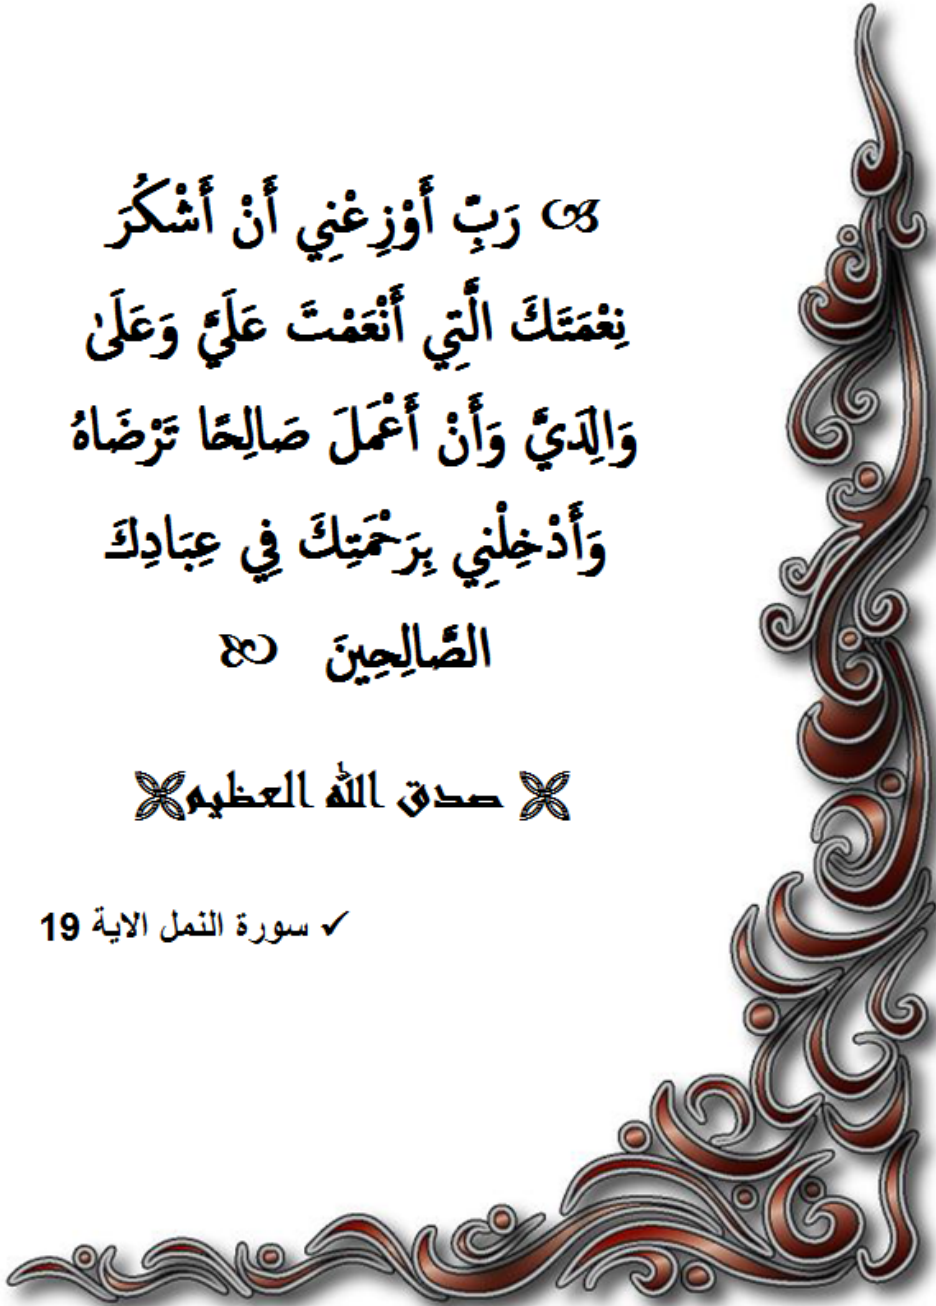 رَبِّ أَوْزِعْنِي أَنْ أَشْكُرَ
نِعْمَتَكَ الَّتِي أَنْعَمْتَ عَلَيَّ وَعَلَىٰ
وَالِدَيَّ وَأَنْ أَعْمَلَ صَالِحًا تَرْضَاهُ
وَأَدْخِلْنِي بِرَحْمَتِكَ فِي عِبَادِكَ
الصَّالِحِينَ
صدق الله العظيم
✓ سورة النمل الاية 19